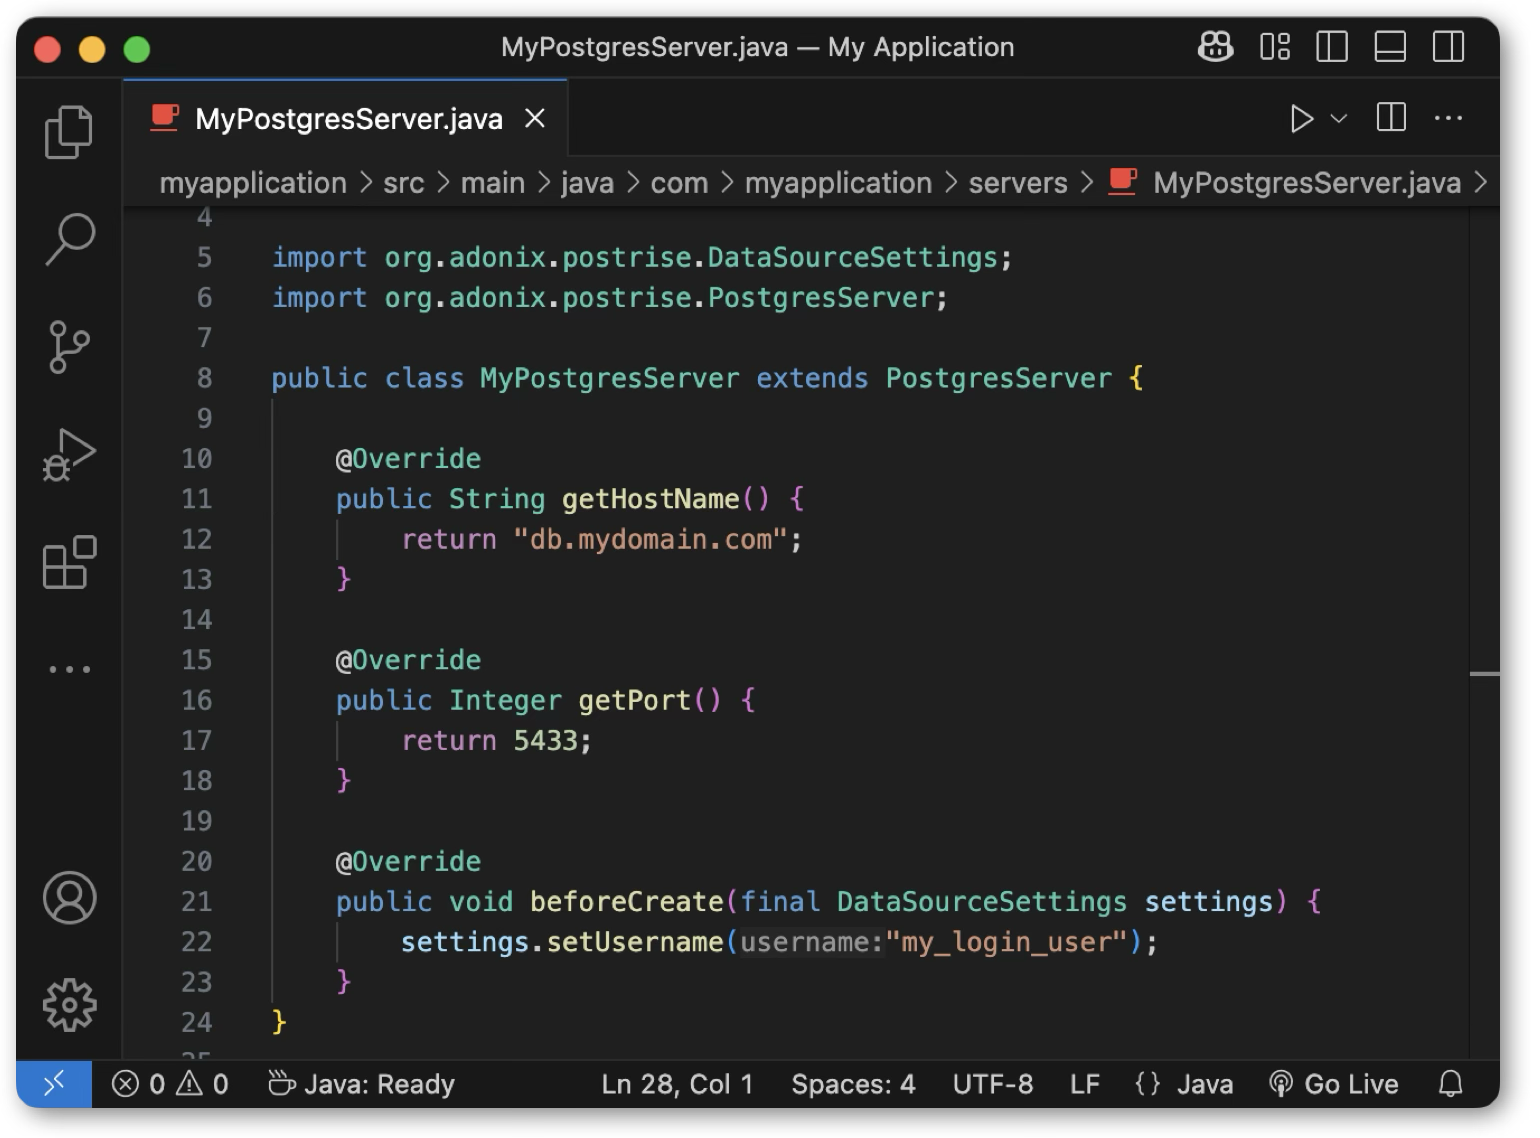 MyPostgresServer.java — My Application
MyPostgresServer.java
myapplication > src > main > java > com > myapplication > servers > MyPostgresServer.java >
4
5 import org.adonix.postrise.DataSourceSettings;
6 import org.adonix.postrise.PostgresServer;
7
8 public class MyPostgresServer extends PostgresServer {
9
10 @Override
11 public String getHostName() {
12 return "db.mydomain.com";
13 }
14
15 @Override
16 public Integer getPort() {
17 return 5433;
18 }
19
20 @Override
21 public void beforeCreate(final DataSourceSettings settings) {
22 settings.setUsername(username:"my_login_user");
23 }
24 }
25
0 0 Java: Ready Ln 28, Col 1 Spaces: 4 UTF-8 LF {} Java Go Live